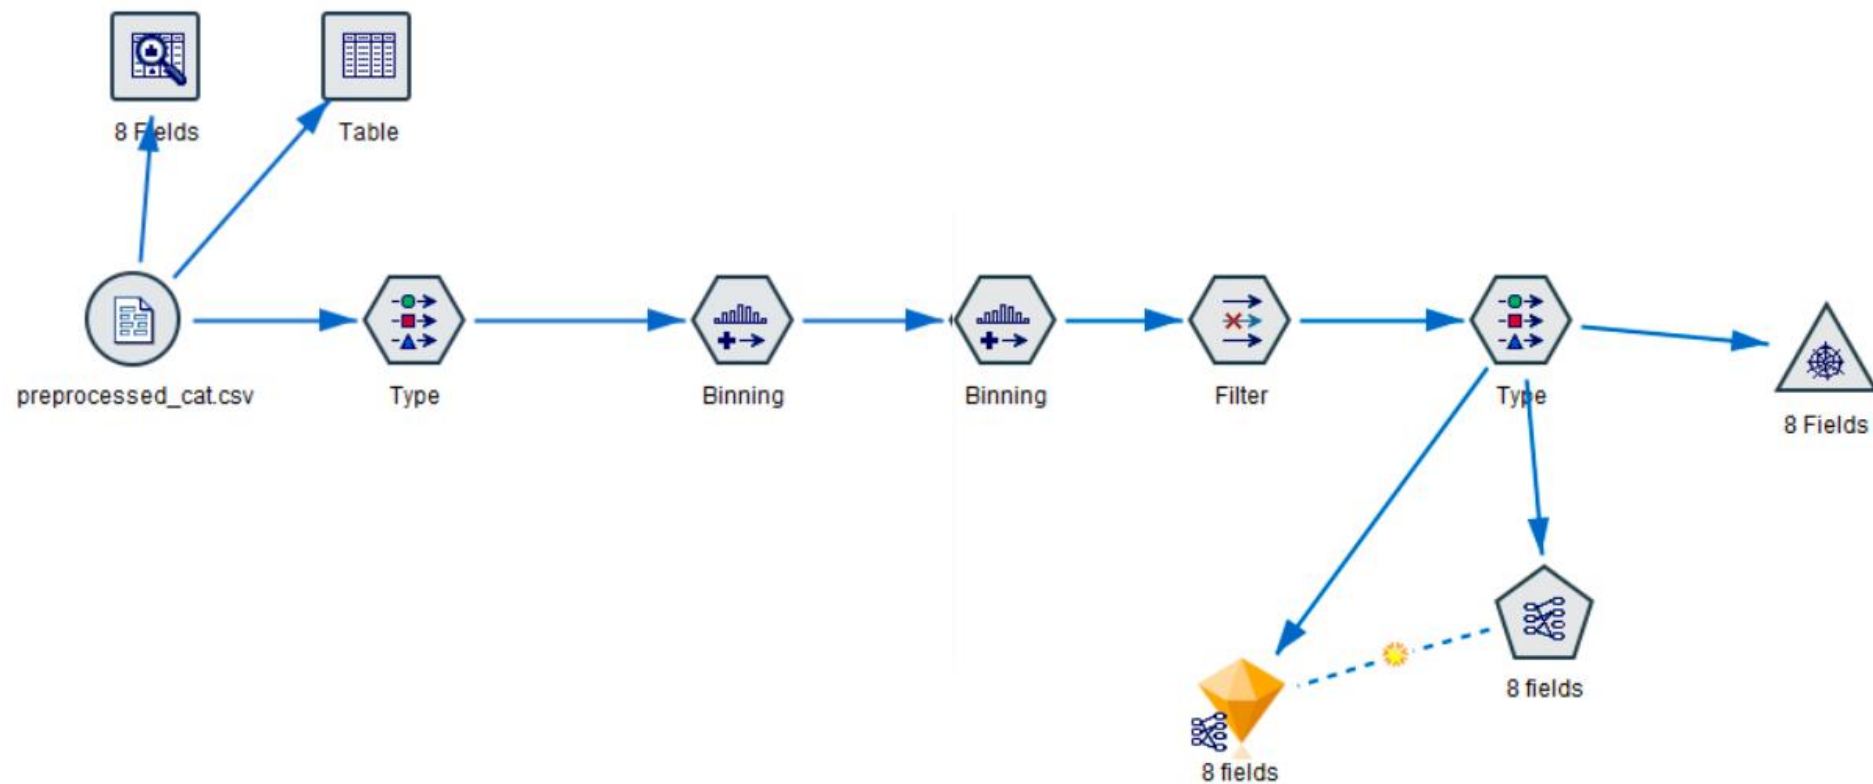 8 Fields
Table
preprocessed_cat.csv
Type
Binning
Binning
Filter
Type
8 Fields
8 fields
8 fields